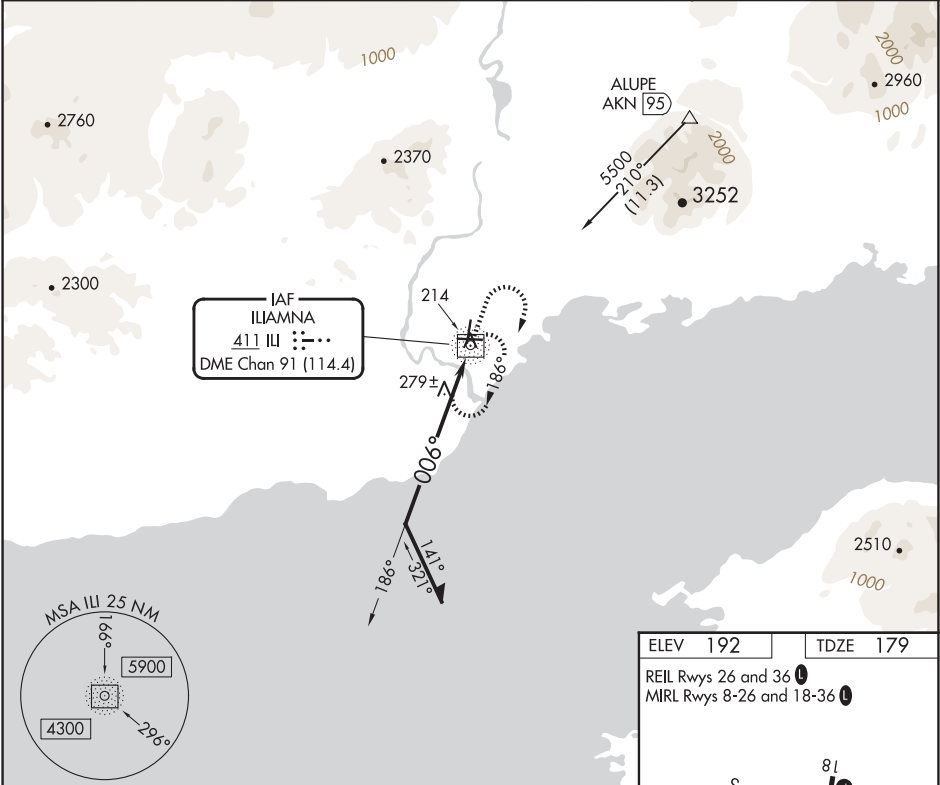 1000
2000
2960
1000
ALUPE
AKN 95
2760
2370
2000
5500
210°
(11.3)
3252
2300
IAF
ILIAMNA
411 ILI
DME Chan 91 (114.4)
214
279±
186°
006°
141°
321°
186°
2510
1000
MSA ILI 25 NM
166°
5900
4300
296°
ELEV 192
TDZE 179
REIL Rwys 26 and 36 L
MIRL Rwys 8-26 and 18-36 L
18